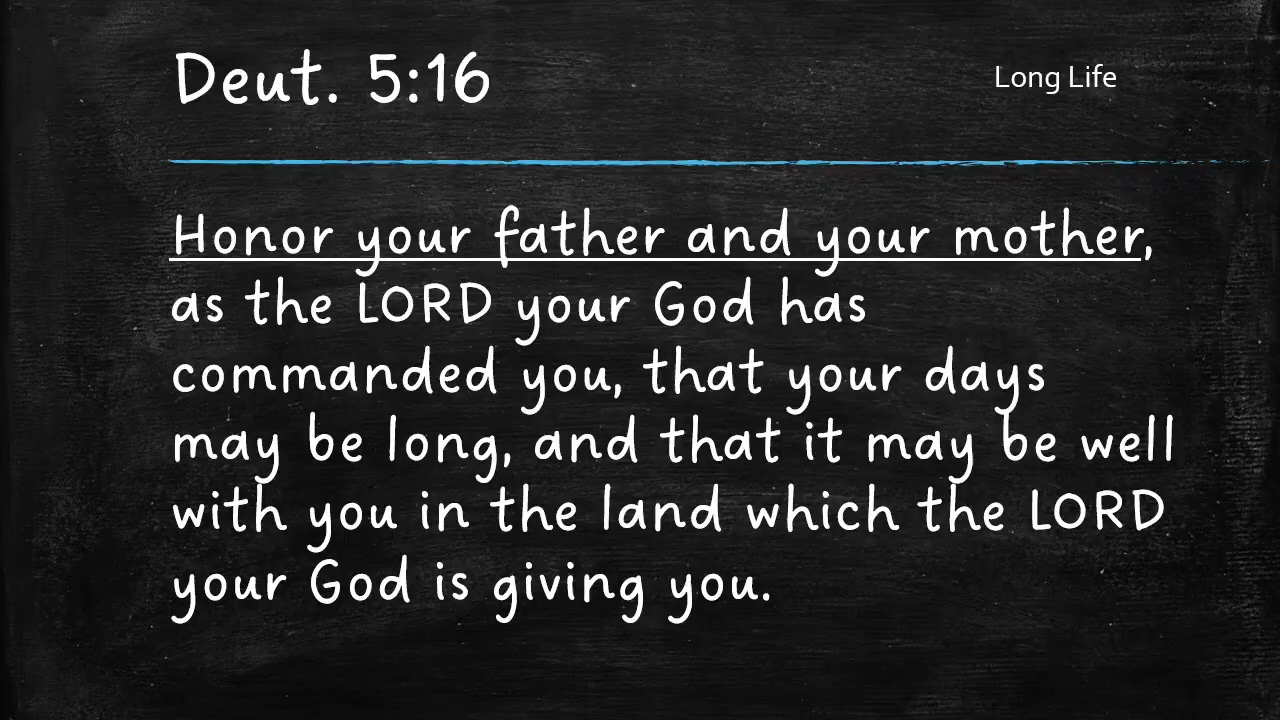 Deut. 5:16
Long Life
Honor your father and your mother,
as the LORD your God has
commanded you, that your days
may be long, and that it may be well
with you in the land which the LORD
your God is giving you.